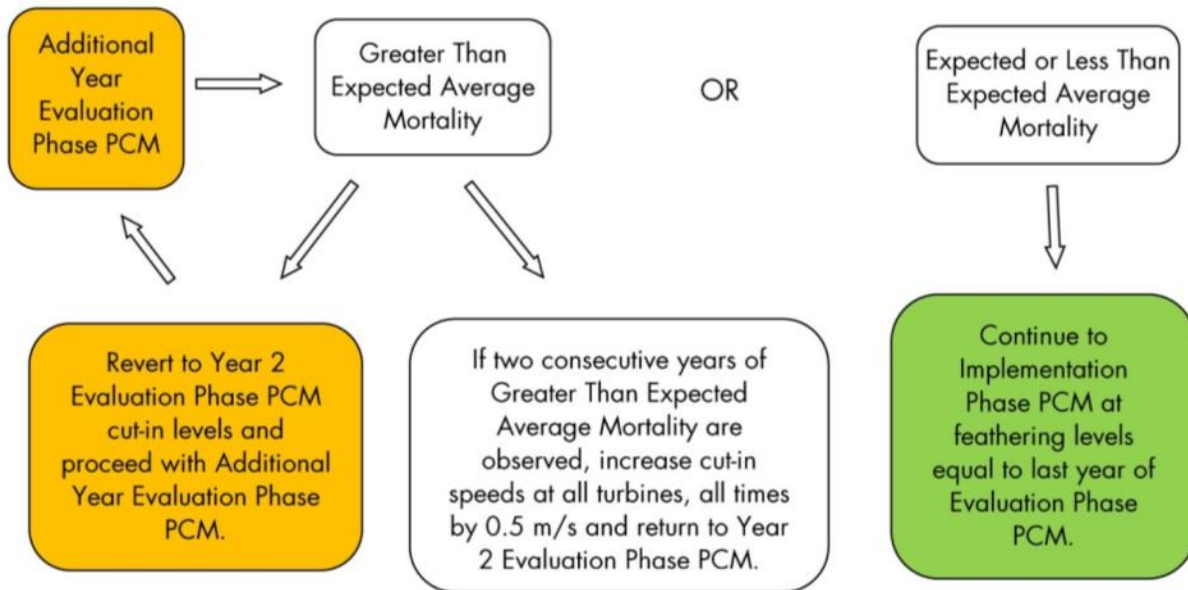 Additional
Year
Evaluation
Phase PCM
Greater Than
Expected Average
Mortality
OR
Expected or Less Than
Expected Average
Mortality
Revert to Year 2
Evaluation Phase PCM
cut-in levels and
proceed with Additional
Year Evaluation Phase
PCM.
If two consecutive years of
Greater Than Expected
Average Mortality are
observed, increase cut-in
speeds at all turbines, all times
by 0.5 m/s and return to Year
2 Evaluation Phase PCM.
Continue to
Implementation
Phase PCM at
feathering levels
equal to last year of
Evaluation Phase
PCM.